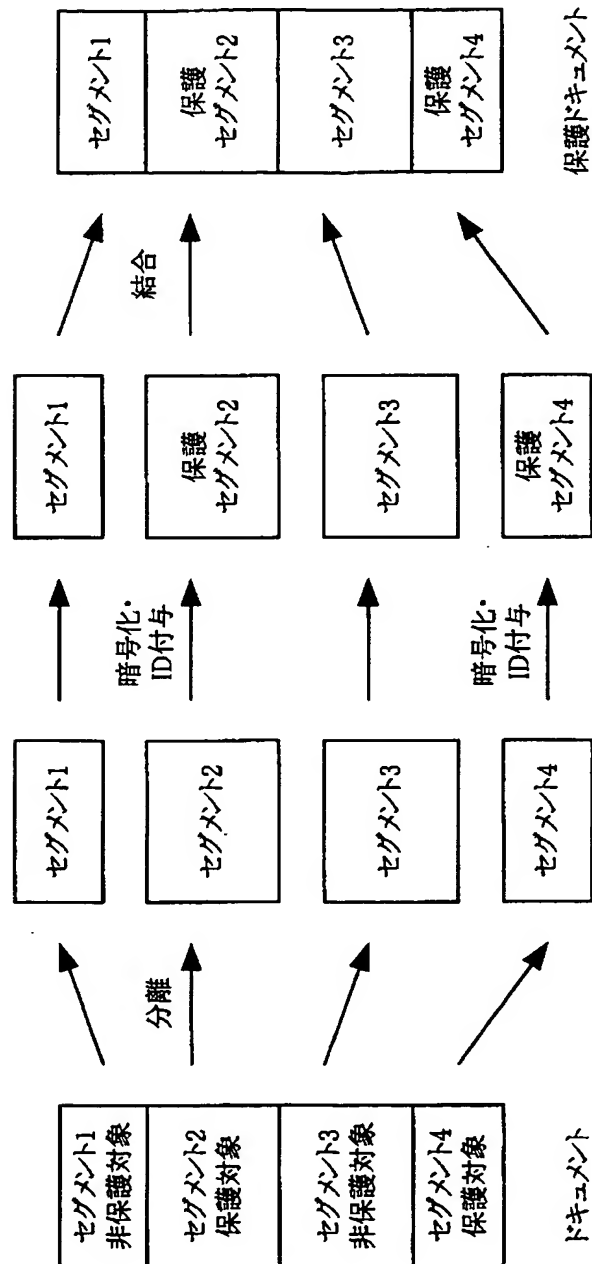 セグメント1
非保護対象
セグメント2
保護対象
セグメント3
非保護対象
セグメント4
保護対象
ドキュメント
分離
セグメント1
セグメント2
セグメント3
セグメント4
暗号化・
ID付与
暗号化・
ID付与
セグメント1
保護
セグメント2
セグメント3
保護
セグメント4
結合
セグメント1
保護
セグメント2
セグメント3
保護
セグメント4
保護ドキュメント